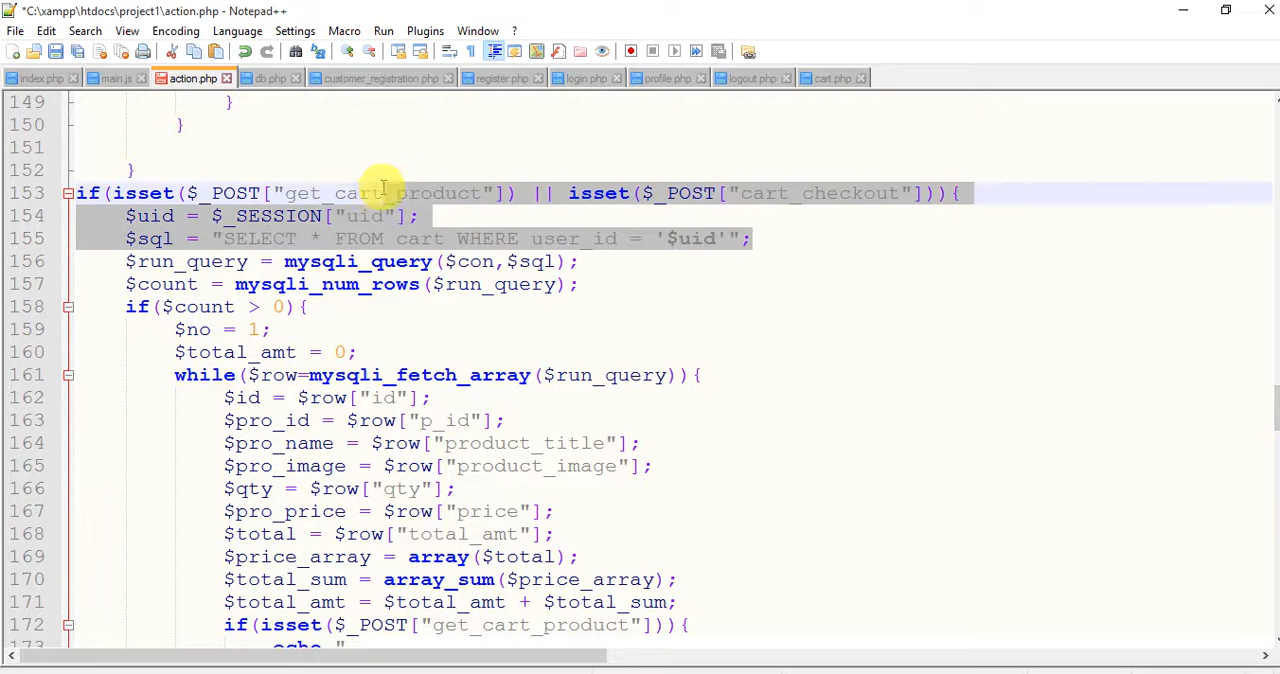 *C:\xampp\htdocs\project1\action.php - Notepad++
File Edit Search View Encoding Language Settings Macro Run Plugins Window ?
index.php main.js action.php db.php customer_registration.php register.php login.php profile.php logout.php cart.php
149 }
150 }
151
152 }
153 if(isset($_POST["get_cart_product"]) || isset($_POST["cart_checkout"])){
154 $uid = $_SESSION["uid"];
155 $sql = "SELECT * FROM cart WHERE user_id = '$uid'";
156 $run_query = mysqli_query($con,$sql);
157 $count = mysqli_num_rows($run_query);
158 if($count > 0){
159 $no = 1;
160 $total_amt = 0;
161 while($row=mysqli_fetch_array($run_query)){
162 $id = $row["id"];
163 $pro_id = $row["p_id"];
164 $pro_name = $row["product_title"];
165 $pro_image = $row["product_image"];
166 $qty = $row["qty"];
167 $pro_price = $row["price"];
168 $total = $row["total_amt"];
169 $price_array = array($total);
170 $total_sum = array_sum($price_array);
171 $total_amt = $total_amt + $total_sum;
172 if(isset($_POST["get_cart_product"])){
173 echo "